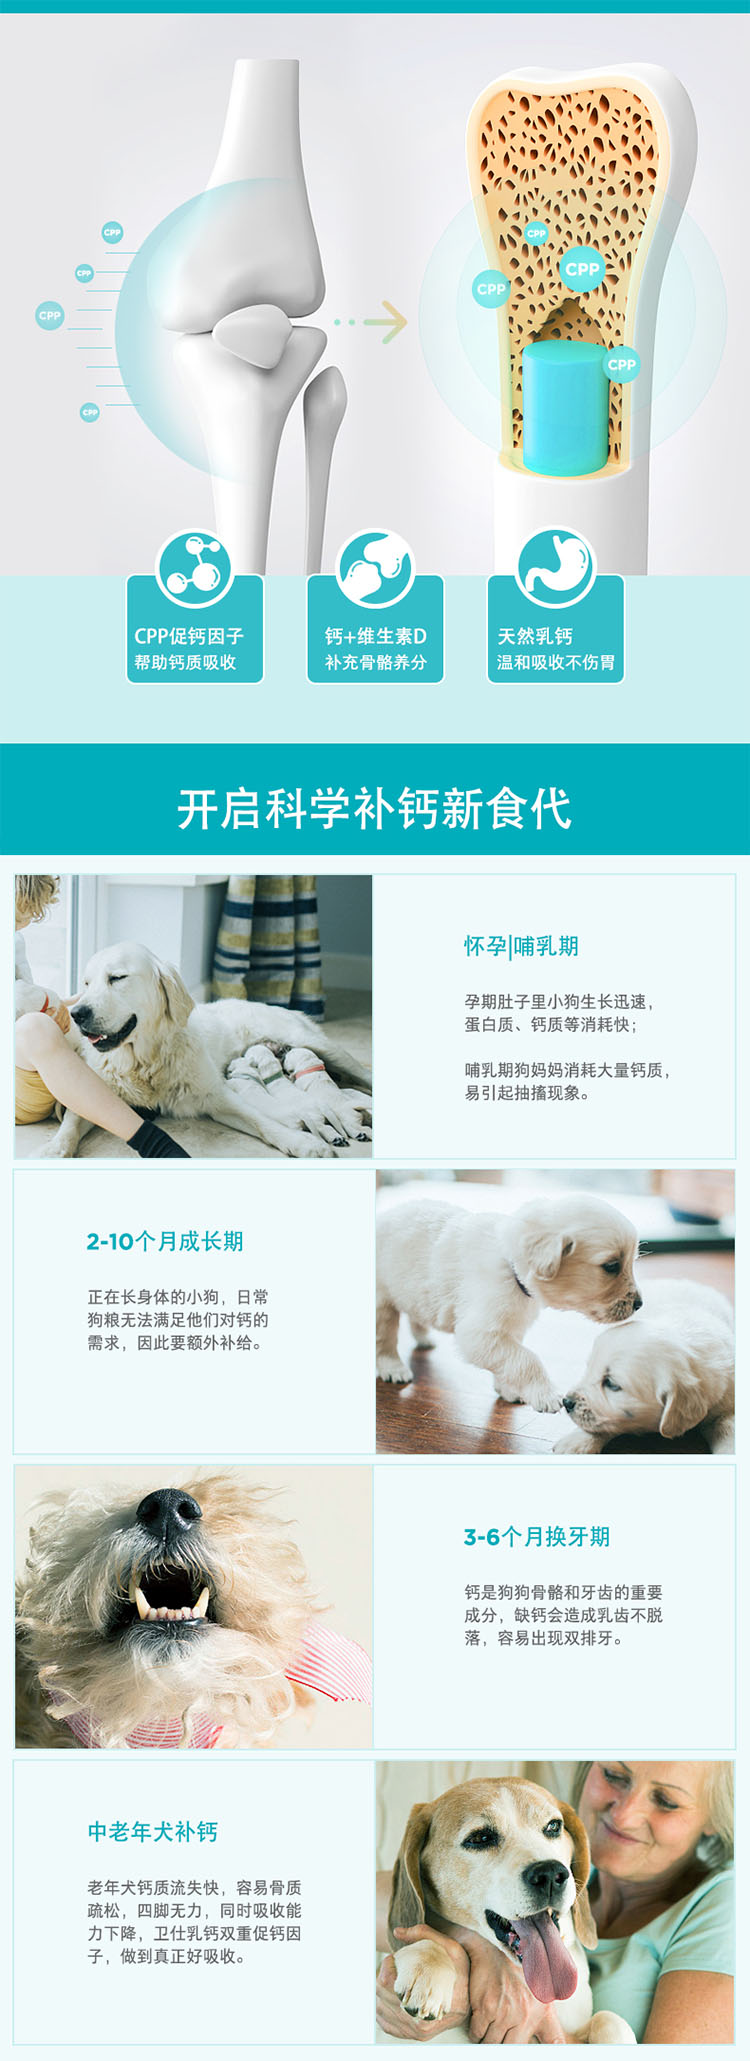 CPP
CPP
CPP
CPP
CPP
CPP
CPP
CPP
CPP促钙因子
帮助钙质吸收
钙+维生素D
补充骨骼养分
天然乳钙
温和吸收不伤胃
开启科学补钙新食代
怀孕|哺乳期
孕期肚子里小狗生长迅速，
蛋白质、钙质等消耗快；
哺乳期狗妈妈消耗大量钙质，
易引起抽搐现象。
2-10个月成长期
正在长身体的小狗，日常
狗粮无法满足他们对钙的
需求，因此要额外补给。
3-6个月换牙期
钙是狗狗骨骼和牙齿的重要
成分，缺钙会造成乳齿不脱
落，容易出现双排牙。
中老年犬补钙
老年犬钙质流失快，容易骨质
疏松，四脚无力，同时吸收能
力下降，卫仕乳钙双重促钙因
子，做到真正好吸收。